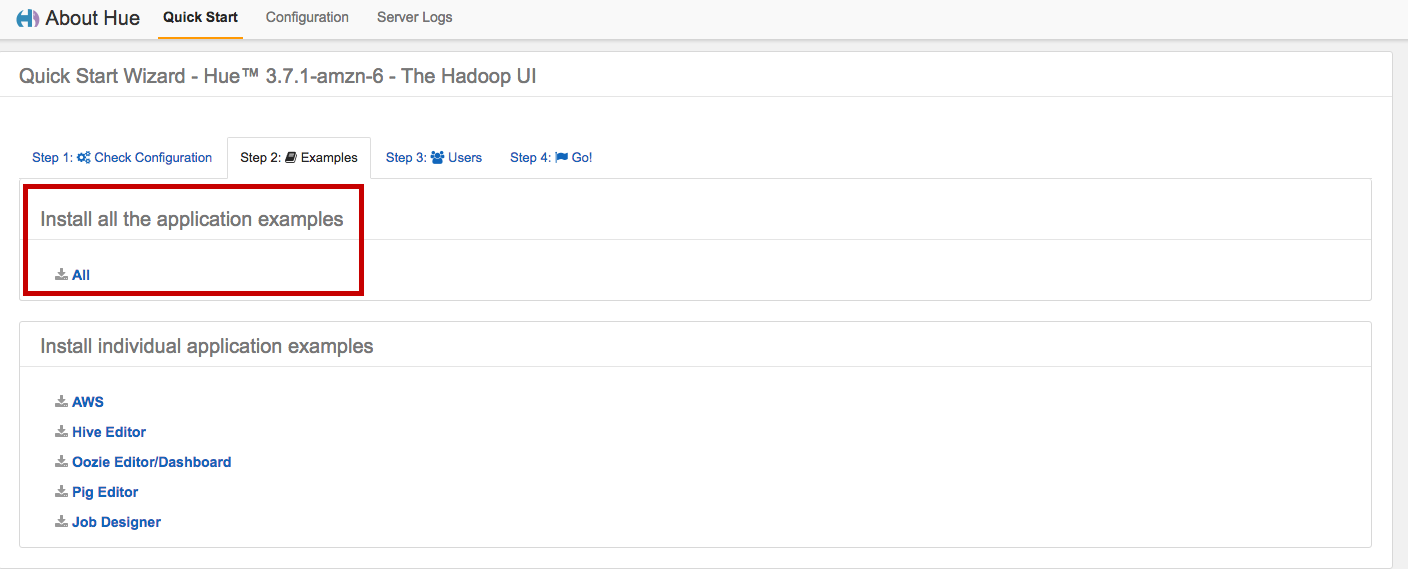 About Hue Quick Start Configuration Server Logs
Quick Start Wizard - Hue™ 3.7.1-amzn-6 - The Hadoop UI
Step 1: Check Configuration Step 2: Examples Step 3: Users Step 4: Go!
Install all the application examples
All
Install individual application examples
AWS
Hive Editor
Oozie Editor/Dashboard
Pig Editor
Job Designer